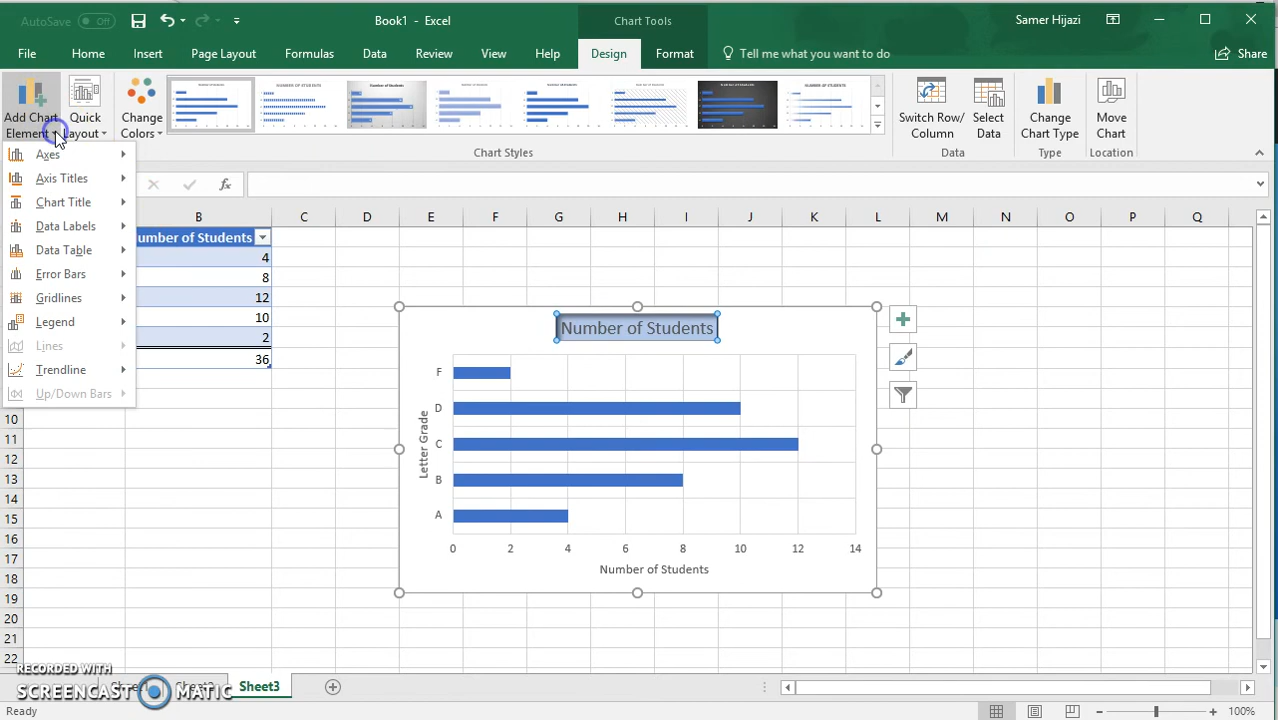 AutoSave Off
Book1 - Excel
Chart Tools
Samer Hijazi
File Home Insert Page Layout Formulas Data Review View Help Design Format Tell me what you want to do Share
Add Chart Element
Quick Layout
Change Colors
Switch Row/ Column
Select Data
Change Chart Type
Move Chart
Chart Styles
Data
Type
Location
Axes
Axis Titles
Chart Title
Data Labels
Data Table
Error Bars
Gridlines
Legend
Lines
Trendline
Up/Down Bars
fx
B C D E F G H I J K L M N O P Q
umber of Students
4
8
12
10
2
36
10
11
12
13
14
15
16
17
18
19
20
21
22
Number of Students
Letter Grade
F
D
C
B
A
0 2 4 6 8 10 12 14
Number of Students
RECORDED WITH
SCREENCAST MATIC
Sheet3
Ready
100%